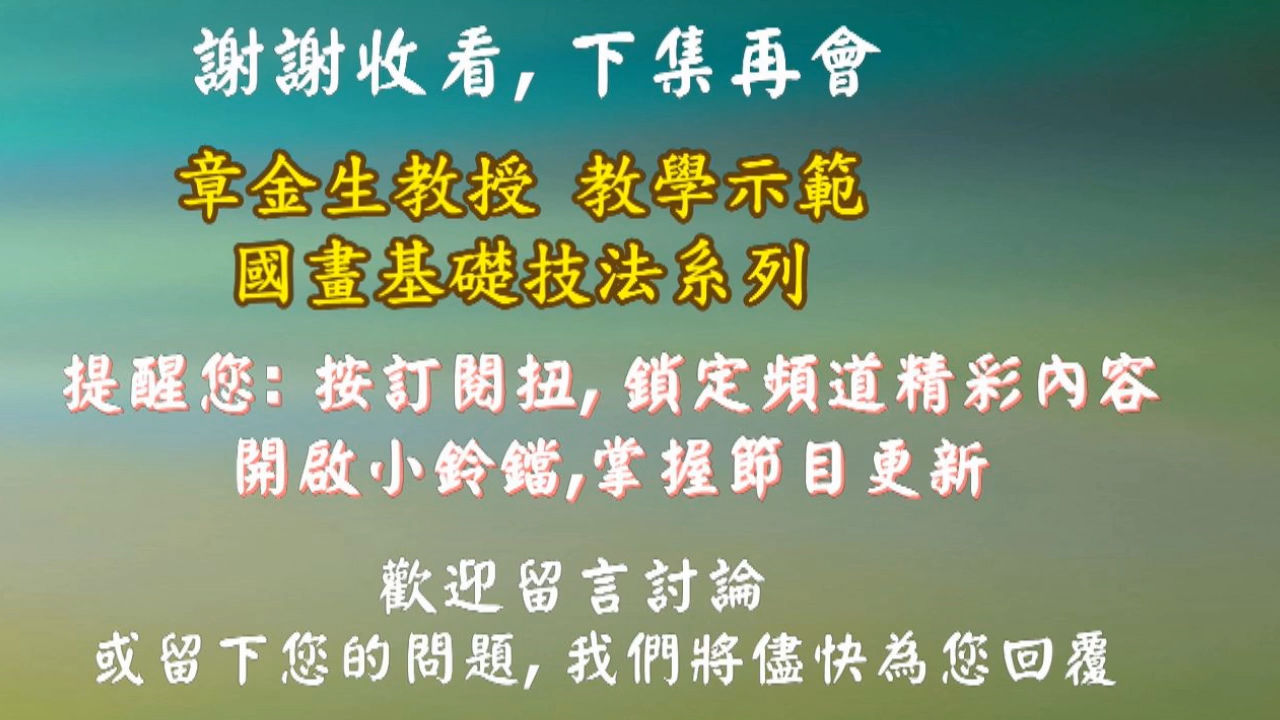 謝謝收看, 下集再會
章金生教授 教學示範
國畫基礎技法系列
提醒您: 按訂閱扭, 鎖定頻道精彩內容
開啟小鈴鐺,掌握節目更新
歡迎留言討論
或留下您的問題, 我們將儘快為您回覆